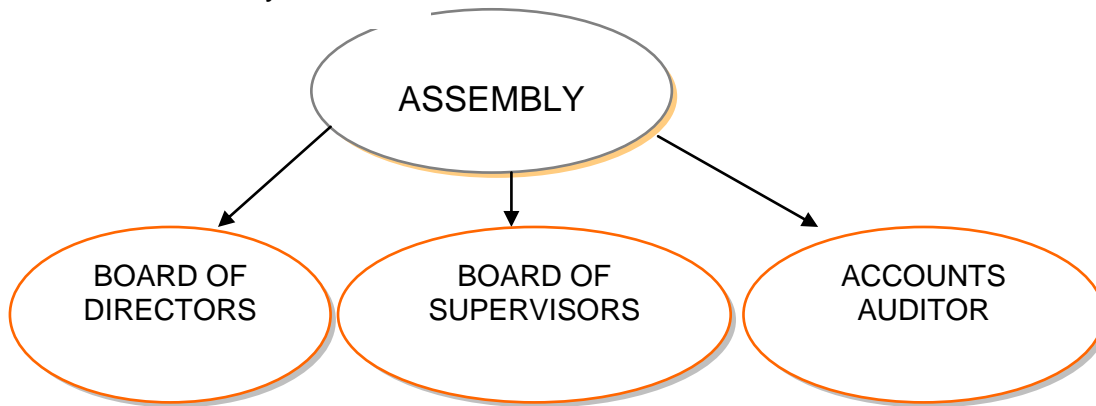 ASSEMBLY
BOARD OF
DIRECTORS
BOARD OF
SUPERVISORS
ACCOUNTS
AUDITOR